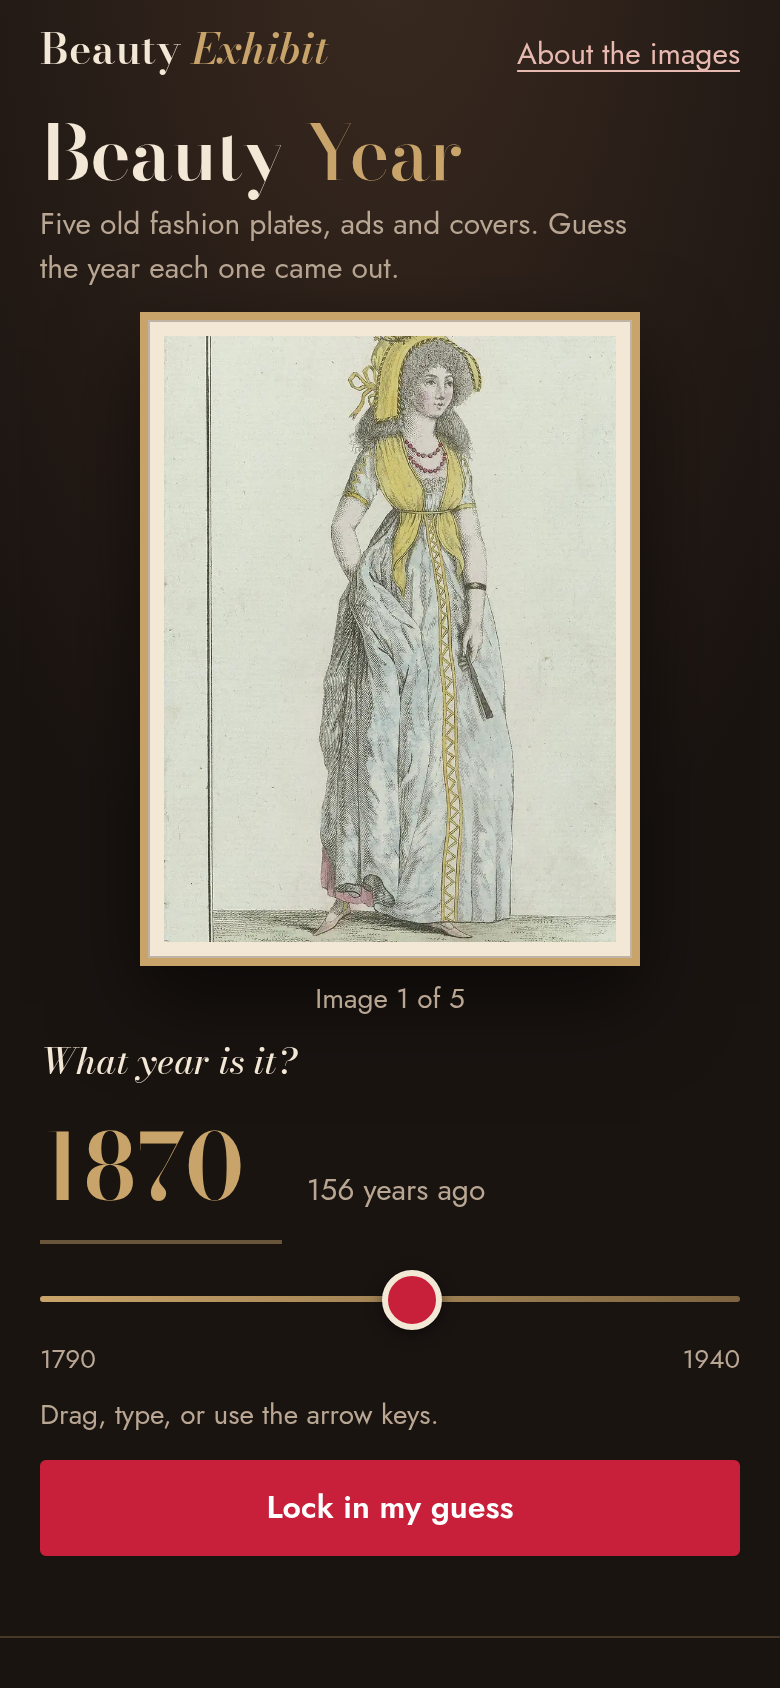 Beauty Exhibit
About the images
Beauty Year
Five old fashion plates, ads and covers. Guess
the year each one came out.
Image 1 of 5
What year is it?
1870
156 years ago
1790
1940
Drag, type, or use the arrow keys.
Lock in my guess